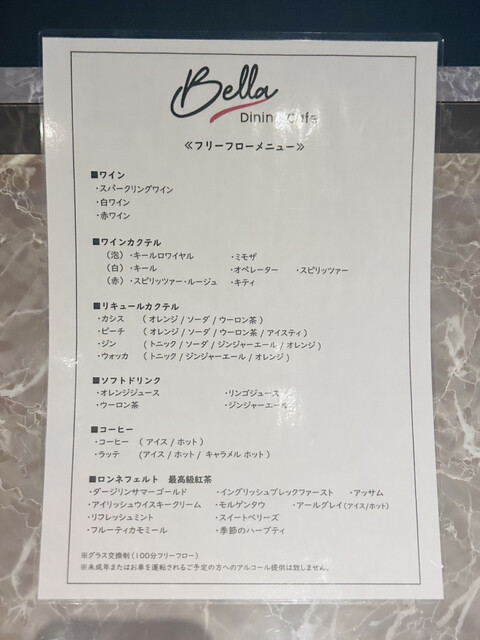 Bella
Dining Cafe
≪フリーフローメニュー≫
■ワイン
・スパークリングワイン
・白ワイン
・赤ワイン
■ワインカクテル
（泡）・キールロワイヤル ・ミモザ
（白）・キール ・オペレーター ・スピリッツァー
（赤）・スピリッツァー・ルージュ ・キティ
■リキュールカクテル
・カシス （ オレンジ / ソーダ / ウーロン茶 ）
・ピーチ （ オレンジ / ソーダ / ウーロン茶 / アイスティ ）
・ジン （ トニック / ソーダ / ジンジャーエール / オレンジ ）
・ウォッカ （ トニック / ジンジャーエール / オレンジ ）
■ソフトドリンク
・オレンジジュース ・リンゴジュース
・ウーロン茶 ・ジンジャーエール
■コーヒー
・コーヒー （ アイス / ホット ）
・ラッテ （アイス / ホット / キャラメル ホット ）
■ロンネフェルト 最高級紅茶
・ダージリンサマーゴールド ・イングリッシュブレックファースト ・アッサム
・アイリッシュウイスキークリーム ・モルゲンタウ ・アールグレイ（アイス/ホット）
・リフレッシュミント ・スイートベリーズ
・フルーティカモミール ・季節のハーブティ
※グラス交換制（100分フリーフロー）
※未成年またはお車を運転されるご予定の方へのアルコール提供は致しません。